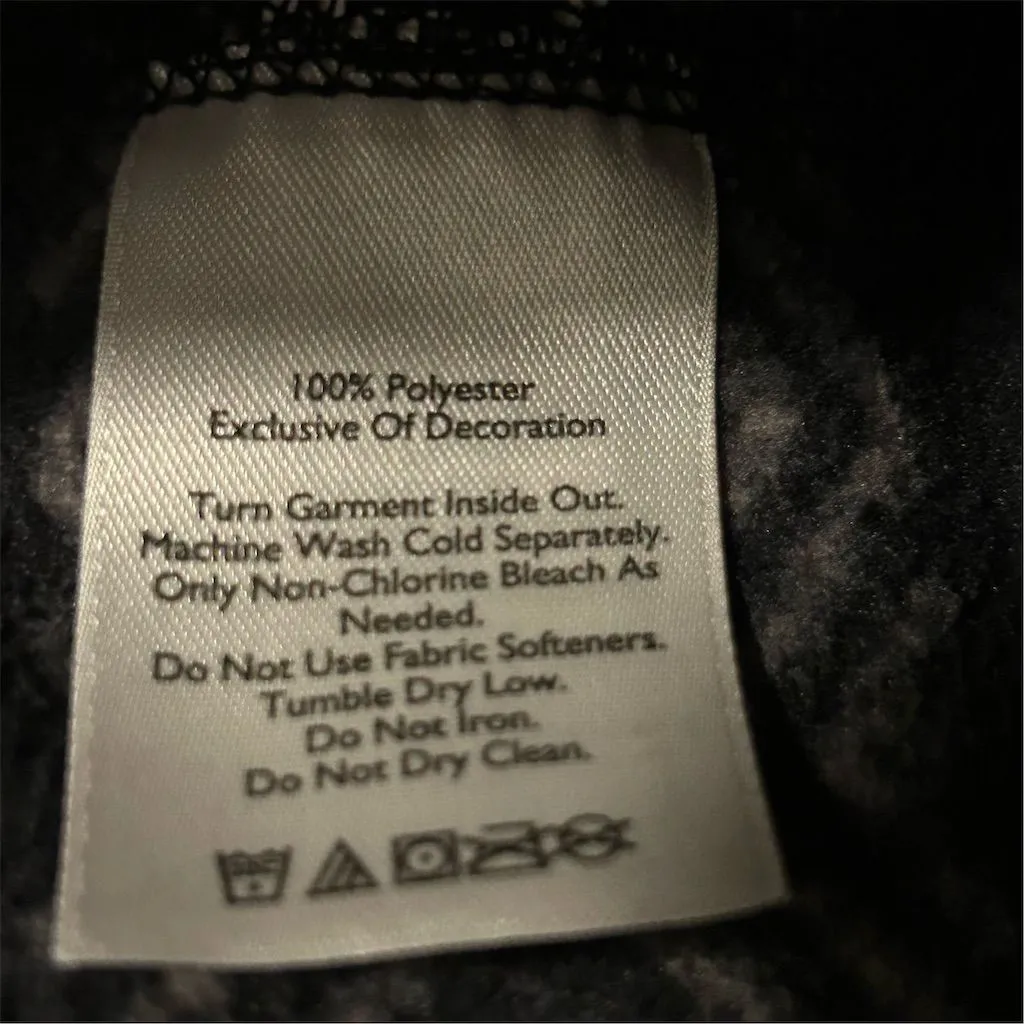 100% Polyester
Exclusive Of Decoration
Turn Garment Inside Out.
Machine Wash Cold Separately.
Only Non-Chlorine Bleach As
Needed.
Do Not Use Fabric Softeners.
Tumble Dry Low.
Do Not Iron.
Do Not Dry Clean.